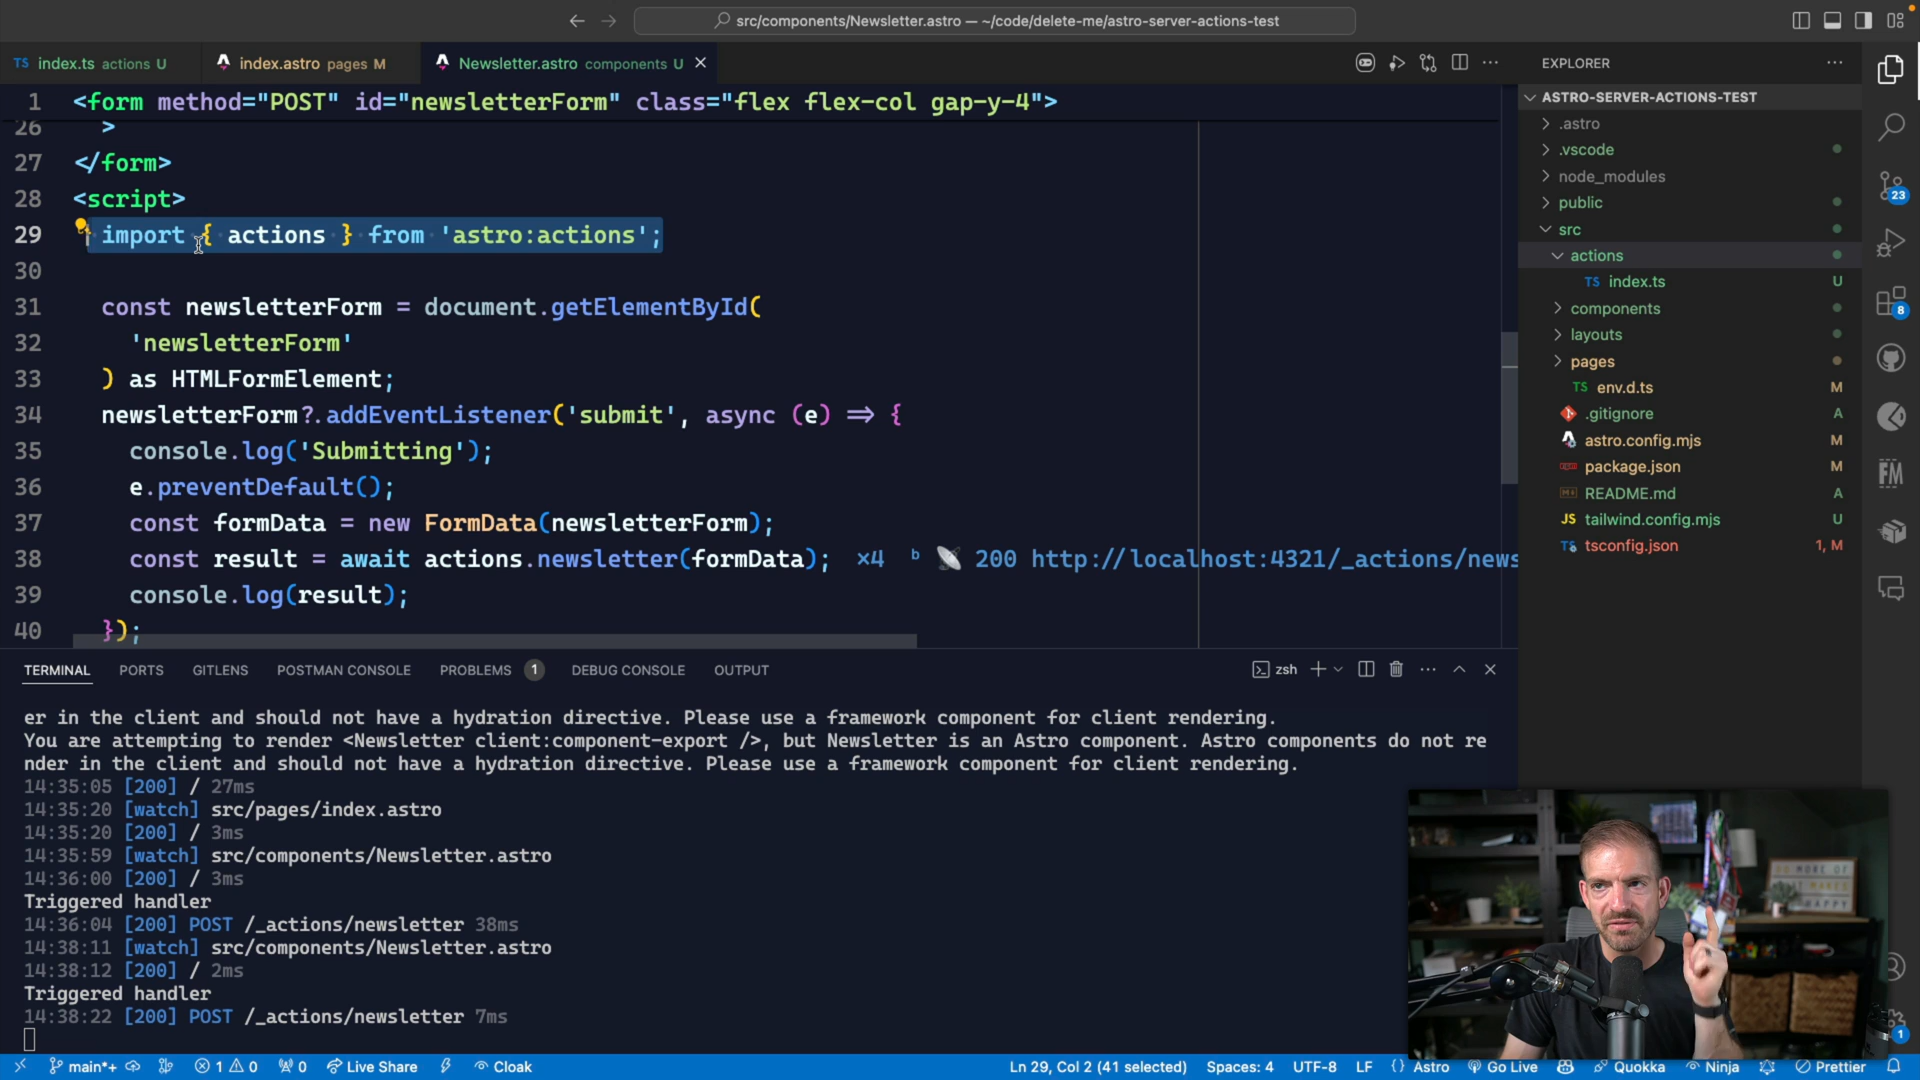 src/components/Newsletter.astro — ~/code/delete-me/astro-server-actions-test
TS index.ts actions U
index.astro pages M
Newsletter.astro components U
EXPLORER
1 <form method="POST" id="newsletterForm" class="flex flex-col gap-y-4">
26 >
27 </form>
28 <script>
29 import { actions } from 'astro:actions';
30
31 const newsletterForm = document.getElementById(
32 'newsletterForm'
33 ) as HTMLFormElement;
34 newsletterForm?.addEventListener('submit', async (e) => {
35 console.log('Submitting');
36 e.preventDefault();
37 const formData = new FormData(newsletterForm);
38 const result = await actions.newsletter(formData); ×4 b 200 http://localhost:4321/_actions/news
39 console.log(result);
40 });
ASTRO-SERVER-ACTIONS-TEST
.astro
.vscode
node_modules
public
src
actions
TS index.ts U
components
layouts
pages
TS env.d.ts M
.gitignore A
astro.config.mjs M
package.json M
README.md A
JS tailwind.config.mjs U
TS tsconfig.json 1, M
23
8
FM
1
TERMINAL PORTS GITLENS POSTMAN CONSOLE PROBLEMS 1 DEBUG CONSOLE OUTPUT
zsh
er in the client and should not have a hydration directive. Please use a framework component for client rendering.
You are attempting to render <Newsletter client:component-export />, but Newsletter is an Astro component. Astro components do not re
nder in the client and should not have a hydration directive. Please use a framework component for client rendering.
14:35:05 [200] / 27ms
14:35:20 [watch] src/pages/index.astro
14:35:20 [200] / 3ms
14:35:59 [watch] src/components/Newsletter.astro
14:36:00 [200] / 3ms
Triggered handler
14:36:04 [200] POST /_actions/newsletter 38ms
14:38:11 [watch] src/components/Newsletter.astro
14:38:12 [200] / 2ms
Triggered handler
14:38:22 [200] POST /_actions/newsletter 7ms
main*+ 1 0 0 Live Share Cloak
Ln 29, Col 2 (41 selected) Spaces: 4 UTF-8 LF {} Astro Go Live Quokka Ninja Prettier